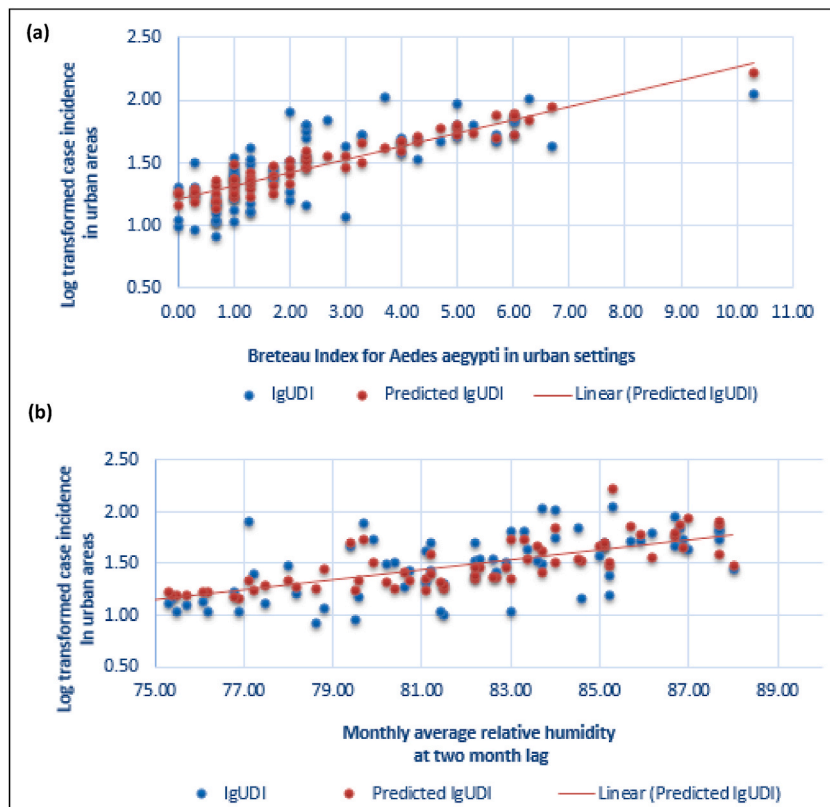 (a)
Log transformed case incidence
in urban areas
2.50
2.00
1.50
1.00
0.50
0.00 1.00 2.00 3.00 4.00 5.00 6.00 7.00 8.00 9.00 10.00 11.00
Breteau Index for Aedes aegypti in urban settings
IgUDI Predicted IgUDI Linear (Predicted IgUDI)
(b)
Log transformed case incidence
In urban areas
2.50
2.00
1.50
1.00
0.50
75.00 77.00 79.00 81.00 83.00 85.00 87.00 89.00
Monthly average relative humidity
at two month lag
IgUDI Predicted IgUDI Linear (Predicted IgUDI)